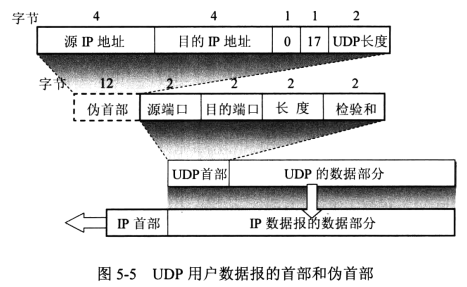 字节 4 4 1 1 2
源 IP 地址 目的 IP 地址 0 17 UDP长度
字节 12 2 2 2 2
伪首部 源端口 目的端口 长 度 检验和
UDP首部 UDP 的数据部分
IP 首部 IP 数据报的数据部分
图 5-5 UDP 用户数据报的首部和伪首部